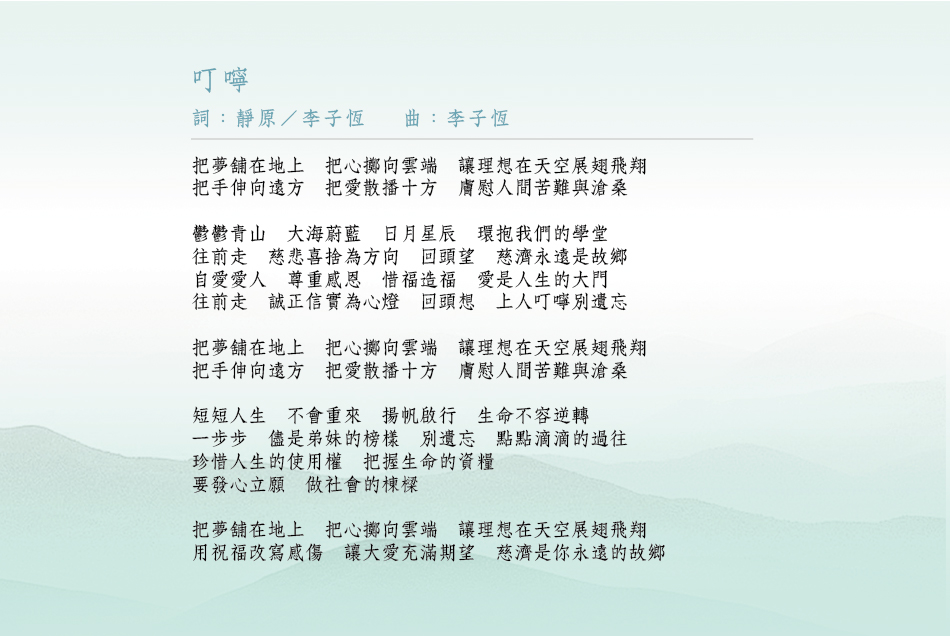 叮嚀
詞：靜原／李子恆　曲：李子恆
把夢舖在地上　把心擲向雲端　讓理想在天空展翅飛翔
把手伸向遠方　把愛散播十方　膚慰人間苦難與滄桑
鬱鬱青山　大海蔚藍　日月星辰　環抱我們的學堂
往前走　慈悲喜捨為方向　回頭望　慈濟永遠是故鄉
自愛愛人　尊重感恩　惜福造福　愛是人生的大門
往前走　誠正信實為心燈　回頭想　上人叮嚀別遺忘
把夢舖在地上　把心擲向雲端　讓理想在天空展翅飛翔
把手伸向遠方　把愛散播十方　膚慰人間苦難與滄桑
短短人生　不會重來　揚帆啟行　生命不容逆轉
一步步　儘是弟妹的榜樣　別遺忘　點點滴滴的過往
珍惜人生的使用權　把握生命的資糧
要發心立願　做社會的棟樑
把夢舖在地上　把心擲向雲端　讓理想在天空展翅飛翔
用祝福改寫感傷　讓大愛充滿期望　慈濟是你永遠的故鄉